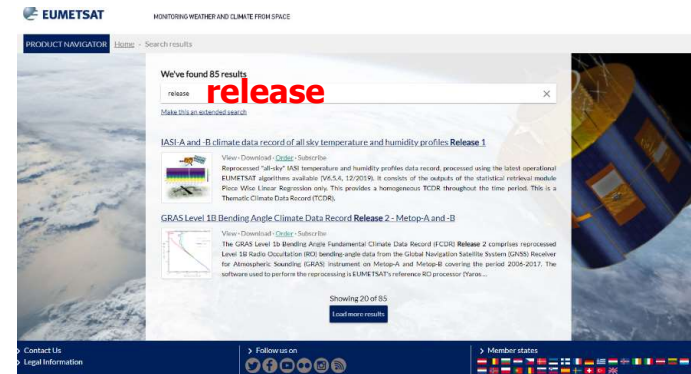 EUMETSAT
MONITORING WEATHER AND CLIMATE FROM SPACE
PRODUCT NAVIGATOR Home - Search results
We've found 85 results
release
release
Make this an extended search
IASI-A and -B climate data record of all sky temperature and humidity profiles Release 1
View - Download - Order - Subscribe
Reprocessed "all-sky" IASI temperature and humidity profiles data record, processed using the latest operational
EUMETSAT algorithms available (V6.5.4, 12/2019). It consists of the outputs of the statistical retrieval module
Piece Wise Linear Regression only. This provides a homogeneous TCDR throughout the time period. This is a
Thematic Climate Data Record (TCDR).
GRAS Level 1B Bending Angle Climate Data Record Release 2 - Metop-A and -B
View - Download - Order - Subscribe
The GRAS Level 1b Bending Angle Fundamental Climate Data Record (FCDR) Release 2 comprises reprocessed
Level 1B Radio Occultation (RO) bending-angle data from the Global Navigation Satellite System (GNSS) Receiver
for Atmospheric Sounding (GRAS) instrument on Metop-A and Metop-B covering the period 2006-2017. The
software used to perform the reprocessing is EUMETSAT's reference RO processor (Yaros ...
Showing 20 of 85
Load more results
> Contact Us
> Legal Information
> Follow us on
> Member states